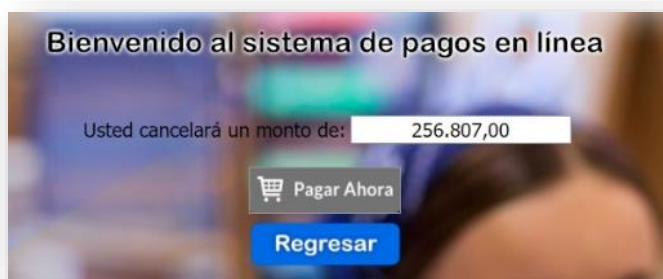 Bienvenido al sistema de pagos en línea
Usted cancelará un monto de: 256.807,00
Pagar Ahora
Regresar